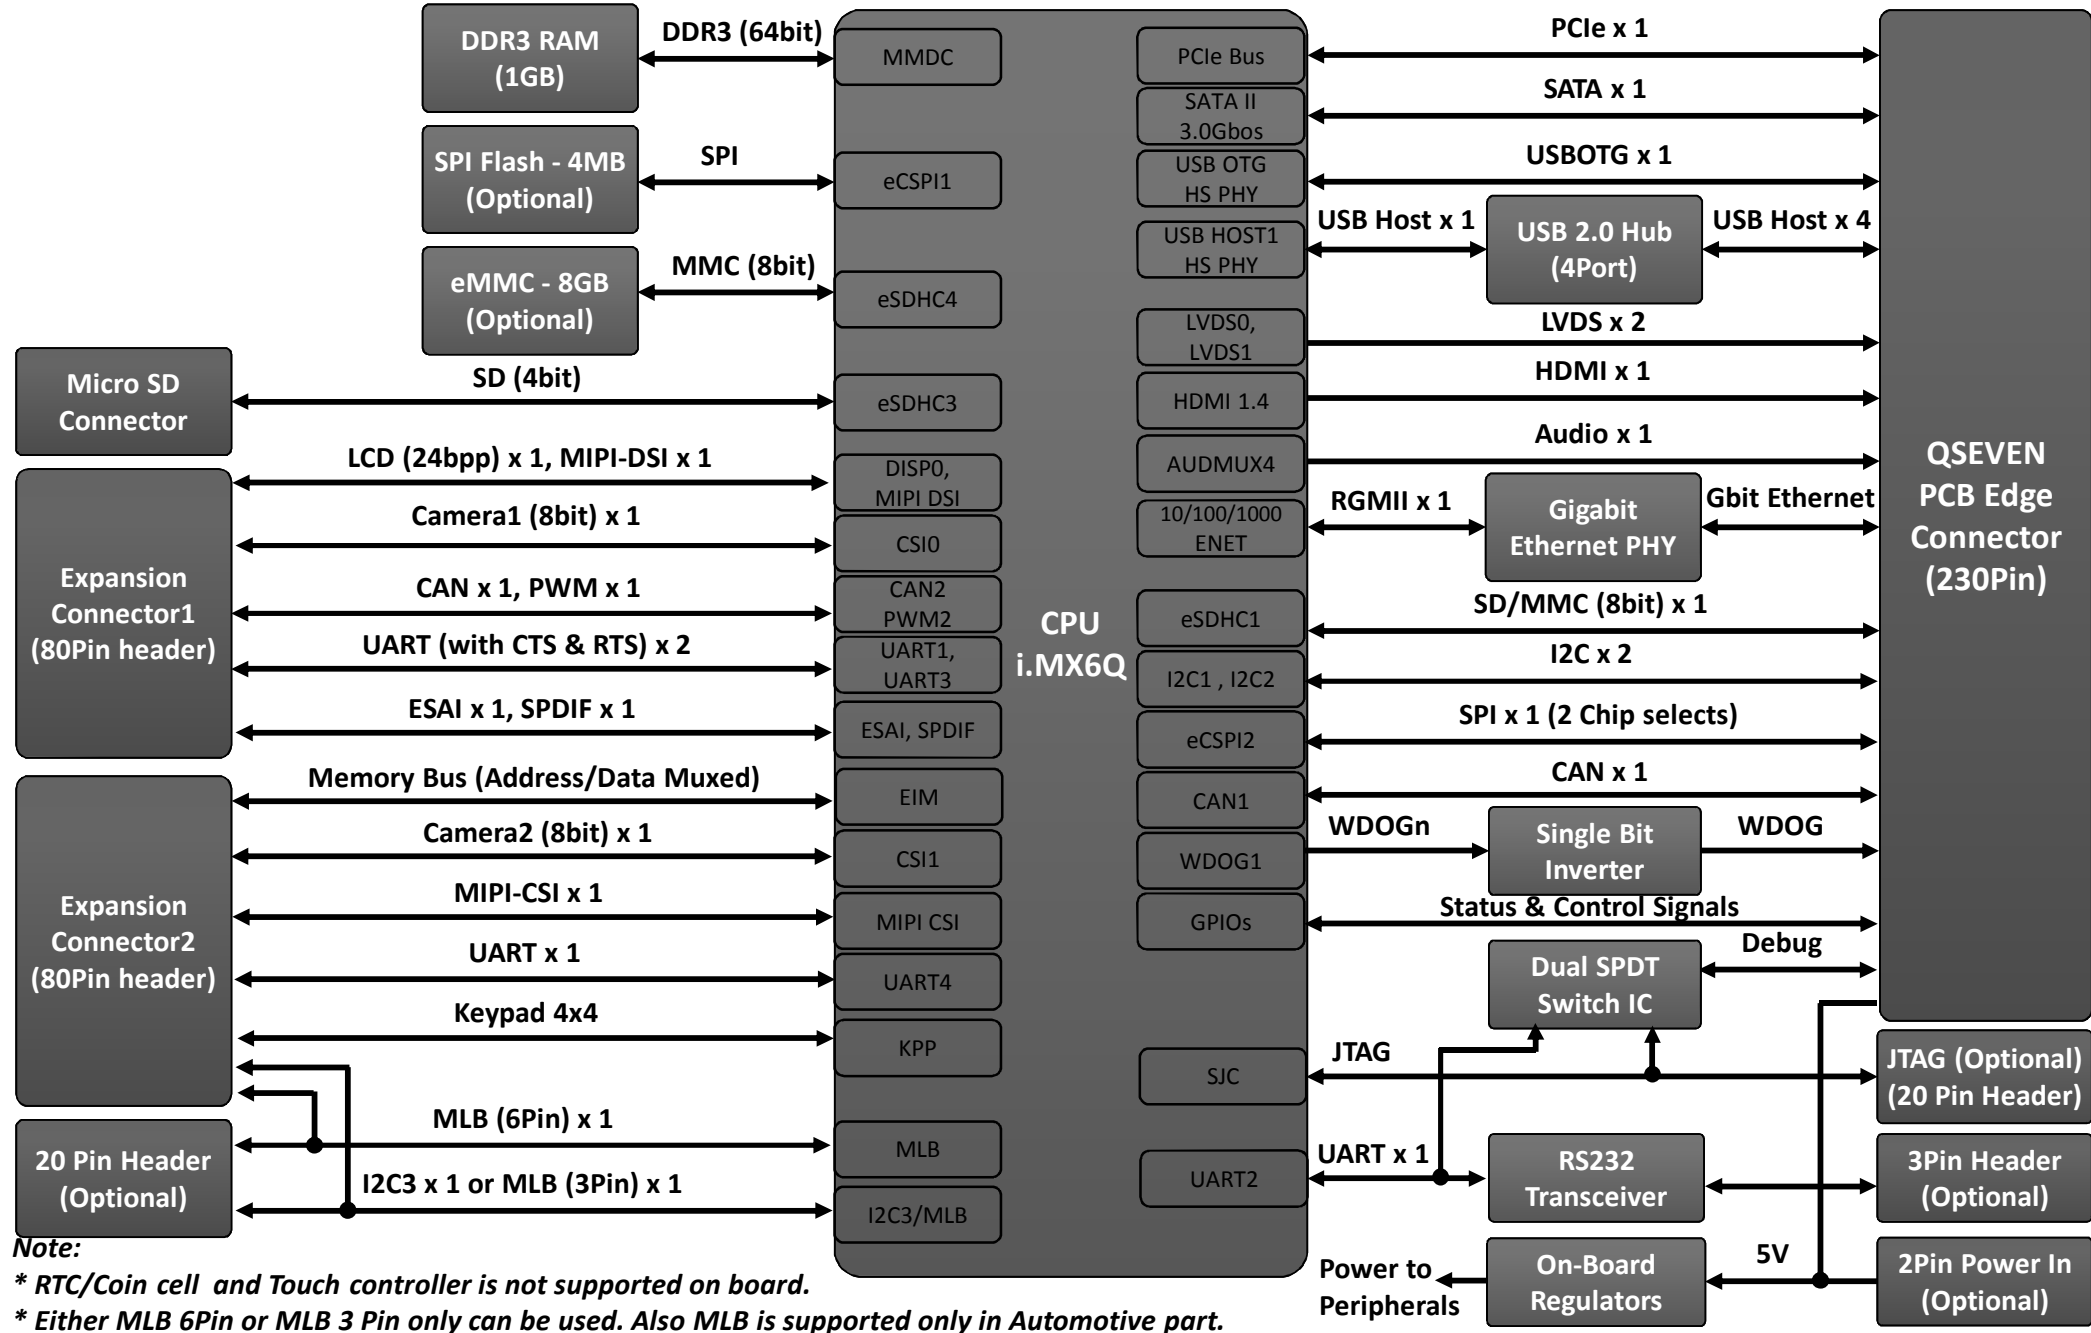 DDR3 RAM
(1GB)
DDR3 (64bit)
MMDC
SPI Flash - 4MB
(Optional)
SPI
eCSPI1
eMMC - 8GB
(Optional)
MMC (8bit)
eSDHC4
Micro SD
Connector
SD (4bit)
eSDHC3
Expansion
Connector1
(80Pin header)
LCD (24bpp) x 1, MIPI-DSI x 1
DISP0,
MIPI DSI
Camera1 (8bit) x 1
CSI0
CAN x 1, PWM x 1
CAN2
PWM2
UART (with CTS & RTS) x 2
UART1,
UART3
ESAI x 1, SPDIF x 1
ESAI, SPDIF
Expansion
Connector2
(80Pin header)
Memory Bus (Address/Data Muxed)
EIM
Camera2 (8bit) x 1
CSI1
MIPI-CSI x 1
MIPI CSI
UART x 1
UART4
Keypad 4x4
KPP
20 Pin Header
(Optional)
MLB (6Pin) x 1
MLB
I2C3 x 1 or MLB (3Pin) x 1
I2C3/MLB
CPU
i.MX6Q
PCIe Bus
PCIe x 1
SATA II
3.0Gbos
SATA x 1
USB OTG
HS PHY
USBOTG x 1
USB HOST1
HS PHY
USB Host x 1
USB 2.0 Hub
(4Port)
USB Host x 4
LVDS0,
LVDS1
LVDS x 2
HDMI 1.4
HDMI x 1
AUDMUX4
Audio x 1
10/100/1000
ENET
RGMII x 1
Gigabit
Ethernet PHY
Gbit Ethernet
eSDHC1
SD/MMC (8bit) x 1
I2C1 , I2C2
I2C x 2
eCSPI2
SPI x 1 (2 Chip selects)
CAN1
CAN x 1
WDOG1
WDOGn
Single Bit
Inverter
WDOG
GPIOs
Status & Control Signals
Dual SPDT
Switch IC
Debug
SJC
JTAG
UART2
UART x 1
RS232
Transceiver
Power to
Peripherals
On-Board
Regulators
5V
QSEVEN
PCB Edge
Connector
(230Pin)
JTAG (Optional)
(20 Pin Header)
3Pin Header
(Optional)
2Pin Power In
(Optional)
Note:
* RTC/Coin cell and Touch controller is not supported on board.
* Either MLB 6Pin or MLB 3 Pin only can be used. Also MLB is supported only in Automotive part.